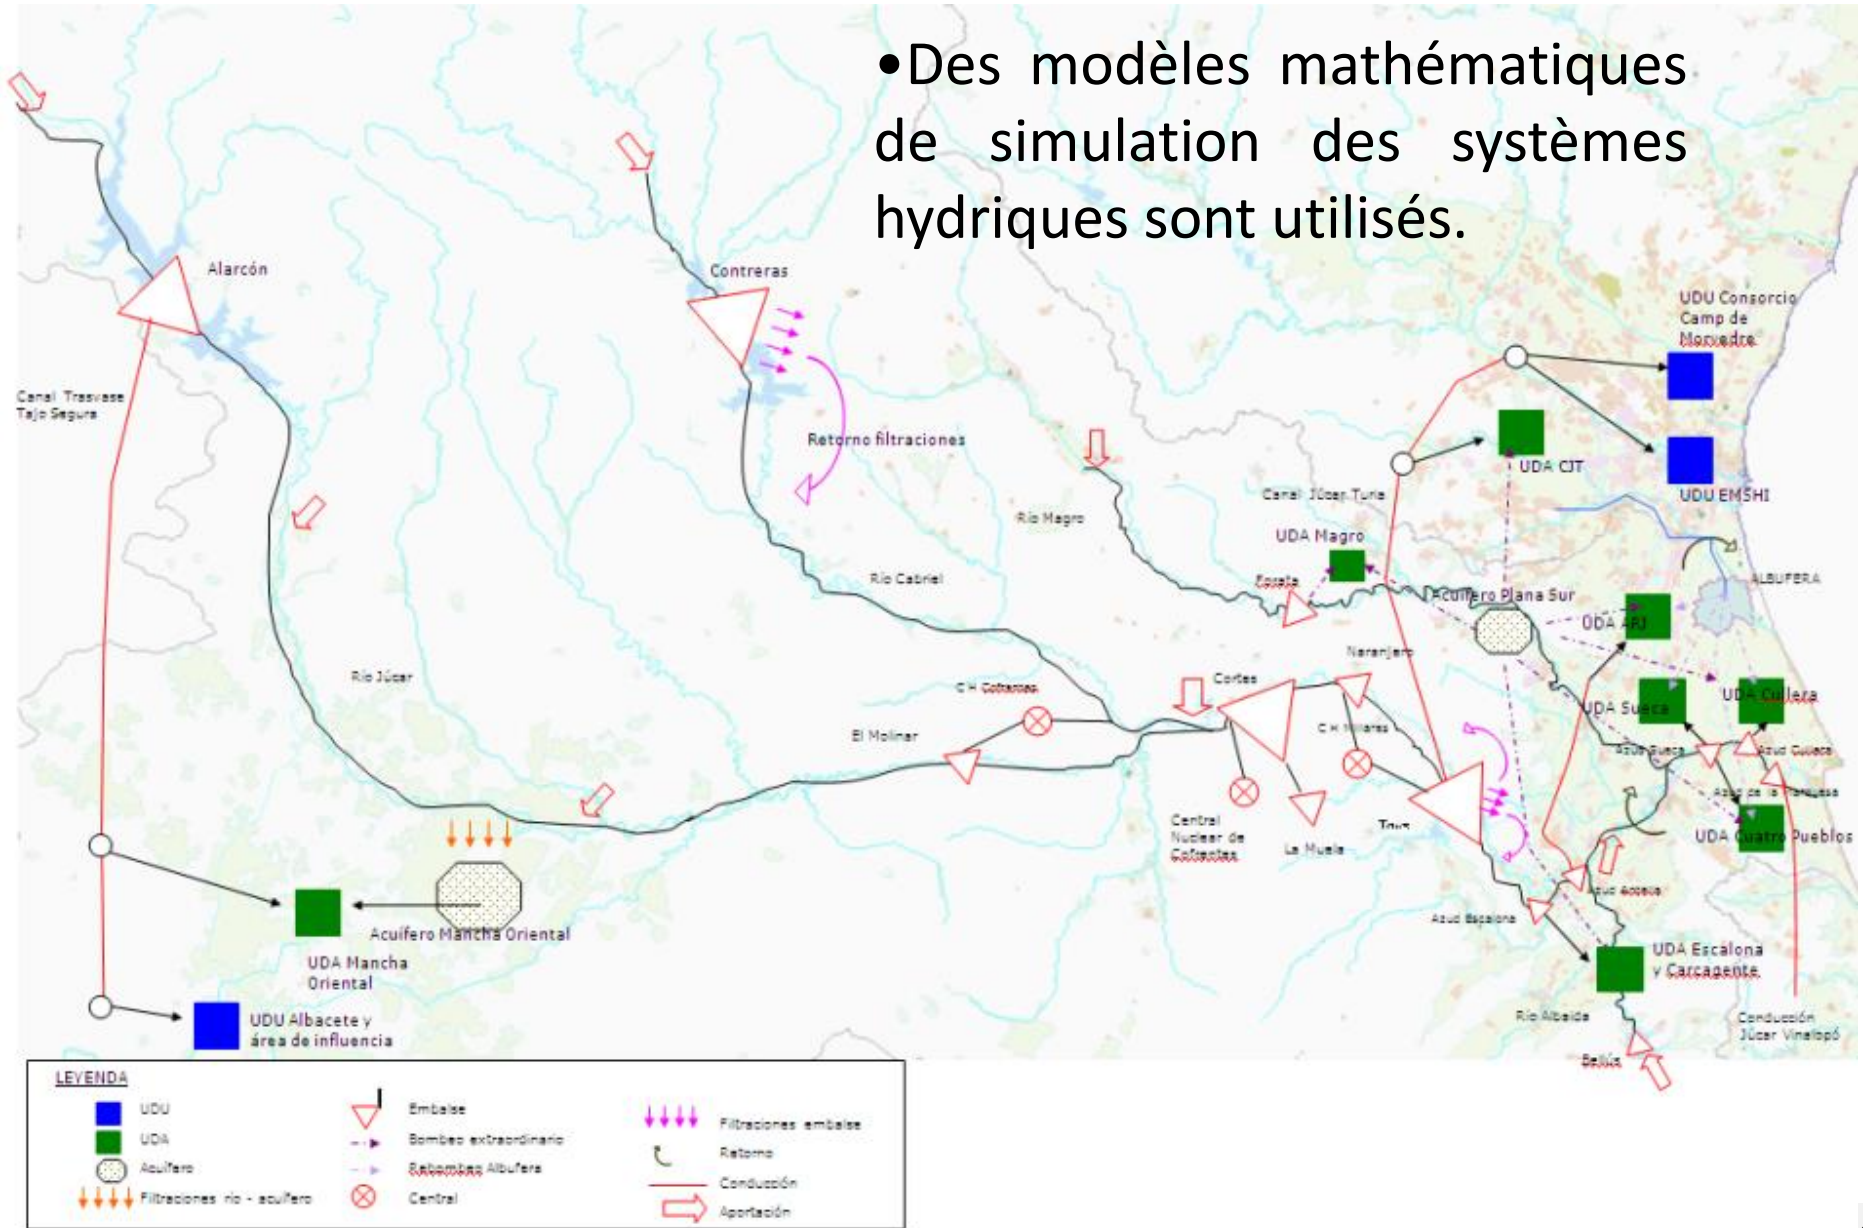 •Des modèles mathématiques
de simulation des systèmes
hydriques sont utilisés.
Alarcón
Contreras
UDU Consorcio
Camp de
Morvedre
Canal Trasvase
Tajo Segura
Retorno filtraciones
UDA CJT
UDU EMSHI
Canal Júcar Turia
Río Magro
UDA Magro
Río Cabriel
Forata
ALBUFERA
Acuífero Plana Sur
UDA ARJ
Naranjero
Río Júcar
Cortes
C H Cofrentes
UDA Cullera
UDA Sueca
C H Millares
El Molinar
Azud Sueca
Azud Cullera
Azud de la Marquesa
Central
Nuclear de
Cofrentes
Tous
La Muela
UDA Cuatro Pueblos
Azud Antella
Azud Escalona
Acuífero Mancha Oriental
UDA Mancha
Oriental
UDA Escalona
y Carcagente
UDU Albacete y
área de influencia
Río Albaida
Conducción
Júcar Vinalopó
Bellús
LEYENDA
UDU
UDA
Acuífero
Filtraciones río - acuífero
Embalse
Bombeo extraordinario
Rebombeo Albufera
Central
Filtraciones embalse
Retorno
Conducción
Aportación